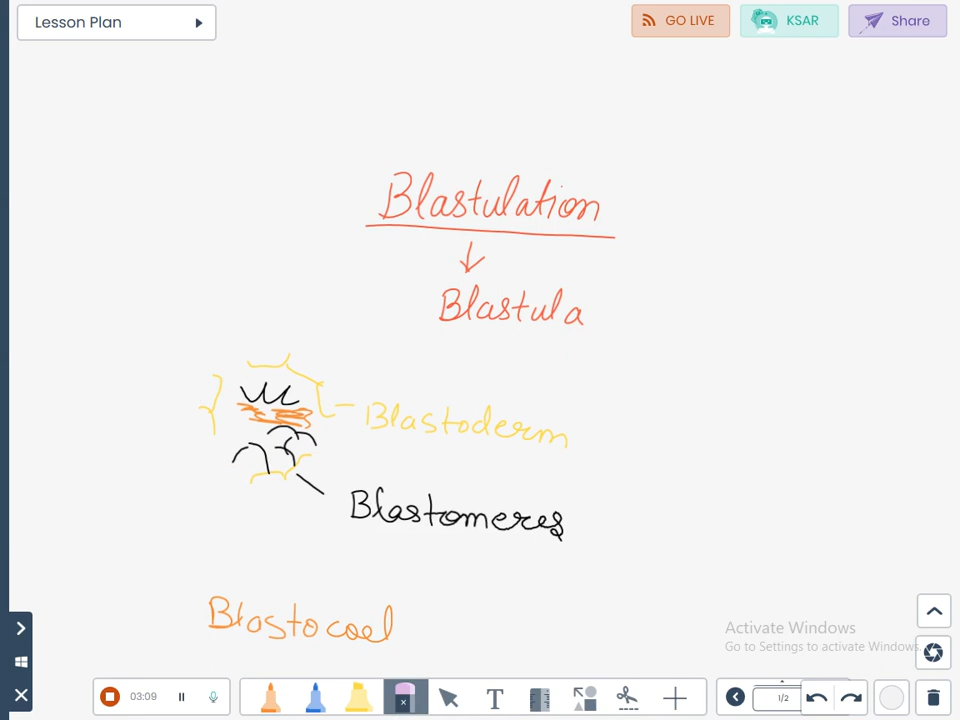 Lesson Plan
GO LIVE
KSAR
Share
Blastulation
Blastula
Blastoderm
Blastomeres
Blastocoel
Activate Windows
Go to Settings to activate Windows.
03:09
T
1/2